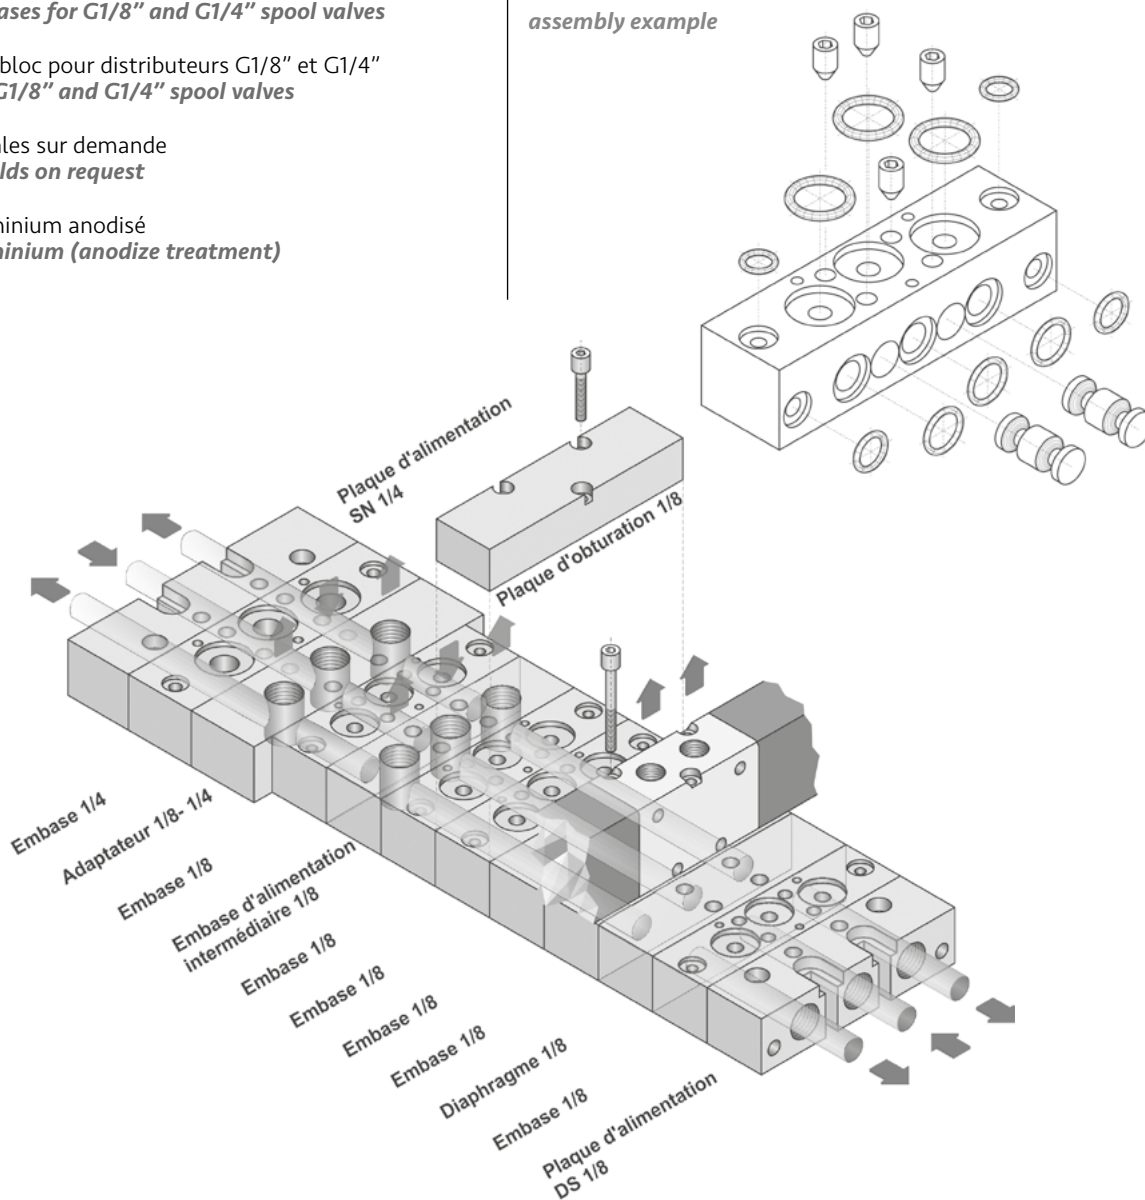 ases for G1/8” and G1/4” spool valves
bloc pour distributeurs G1/8” et G1/4”
G1/8” and G1/4” spool valves
les sur demande
lds on request
minium anodisé
minium (anodize treatment)
assembly example
Plaque d'alimentation
SN 1/4
Plaque d'obturation 1/8
Embase 1/4
Adaptateur 1/8- 1/4
Embase 1/8
Embase d'alimentation
intermédiaire 1/8
Embase 1/8
Embase 1/8
Embase 1/8
Embase 1/8
Diaphragme 1/8
Embase 1/8
Plaque d'alimentation
DS 1/8